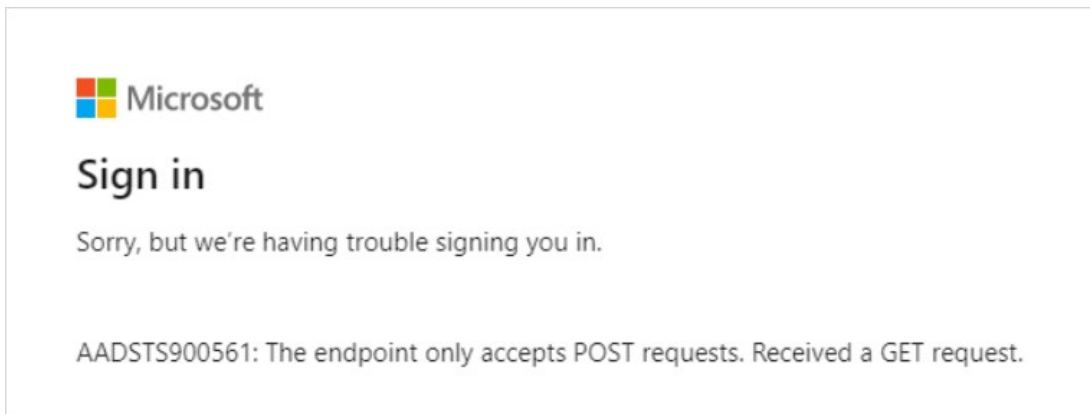 Microsoft
Sign in
Sorry, but we're having trouble signing you in.
AADSTS900561: The endpoint only accepts POST requests. Received a GET request.